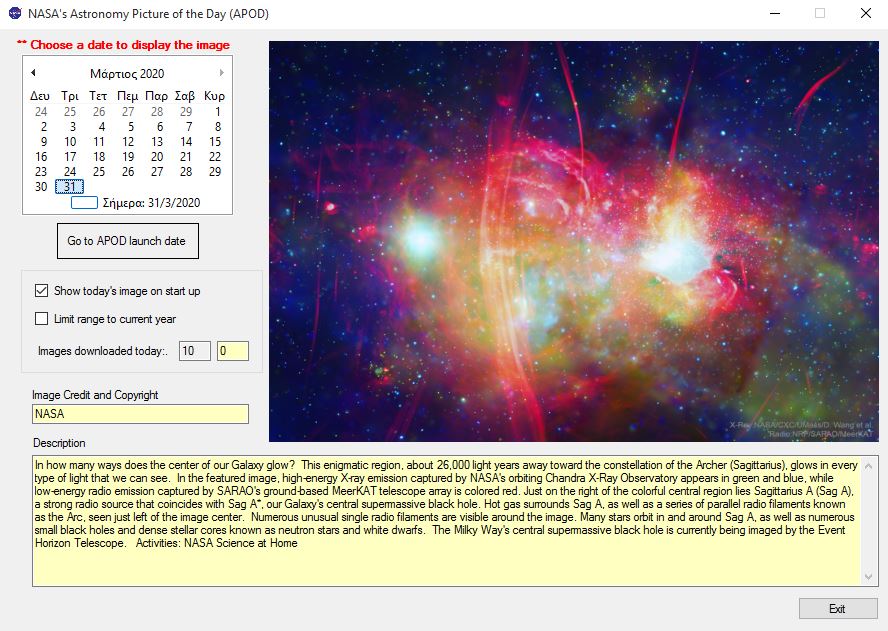 NASA's Astronomy Picture of the Day (APOD)
** Choose a date to display the image
Μάρτιος 2020
Δευ Τρι Τετ Πεμ Παρ Σαβ Κυρ
24 25 26 27 28 29 1
2 3 4 5 6 7 8
9 10 11 12 13 14 15
16 17 18 19 20 21 22
23 24 25 26 27 28 29
30 31
Σήμερα: 31/3/2020
Go to APOD launch date
Show today's image on start up
Limit range to current year
Images downloaded today:. 10 0
Image Credit and Copyright
NASA
X-Ray:NASA/CXC/UMass/D. Wang et al.
Radio:NRF/SARAO/MeerKAT
Description
In how many ways does the center of our Galaxy glow? This enigmatic region, about 26,000 light years away toward the constellation of the Archer (Sagittarius), glows in every
type of light that we can see. In the featured image, high-energy X-ray emission captured by NASA's orbiting Chandra X-Ray Observatory appears in green and blue, while
low-energy radio emission captured by SARAO's ground-based MeerKAT telescope array is colored red. Just on the right of the colorful central region lies Sagittarius A (Sag A),
a strong radio source that coincides with Sag A*, our Galaxy's central supermassive black hole. Hot gas surrounds Sag A, as well as a series of parallel radio filaments known
as the Arc, seen just left of the image center. Numerous unusual single radio filaments are visible around the image. Many stars orbit in and around Sag A, as well as numerous
small black holes and dense stellar cores known as neutron stars and white dwarfs. The Milky Way's central supermassive black hole is currently being imaged by the Event
Horizon Telescope. Activities: NASA Science at Home
Exit